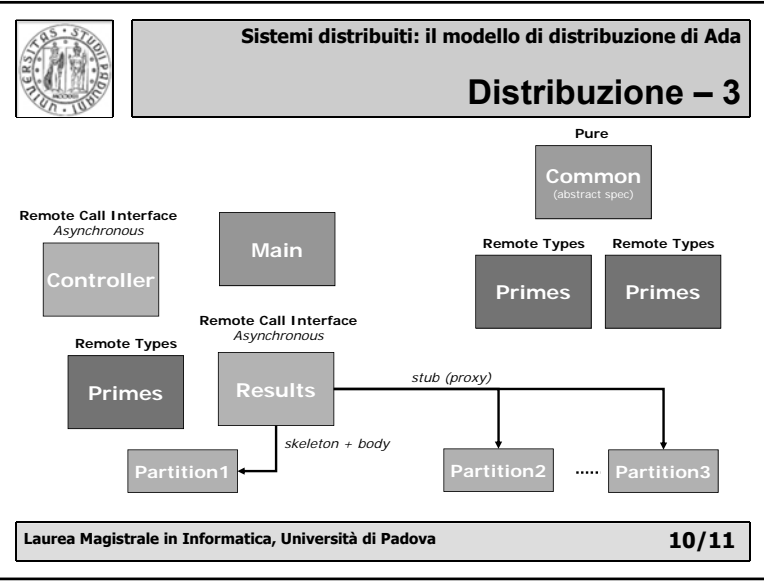 Sistemi distribuiti: il modello di distribuzione di Ada
Distribuzione – 3
Pure
Common
(abstract spec)
Remote Call Interface
Asynchronous
Controller
Main
Remote Types
Primes
Remote Types
Primes
Remote Call Interface
Asynchronous
Results
Remote Types
Primes
stub (proxy)
skeleton + body
Partition1
Partition2
.....
Partition3
Laurea Magistrale in Informatica, Università di Padova
10/11